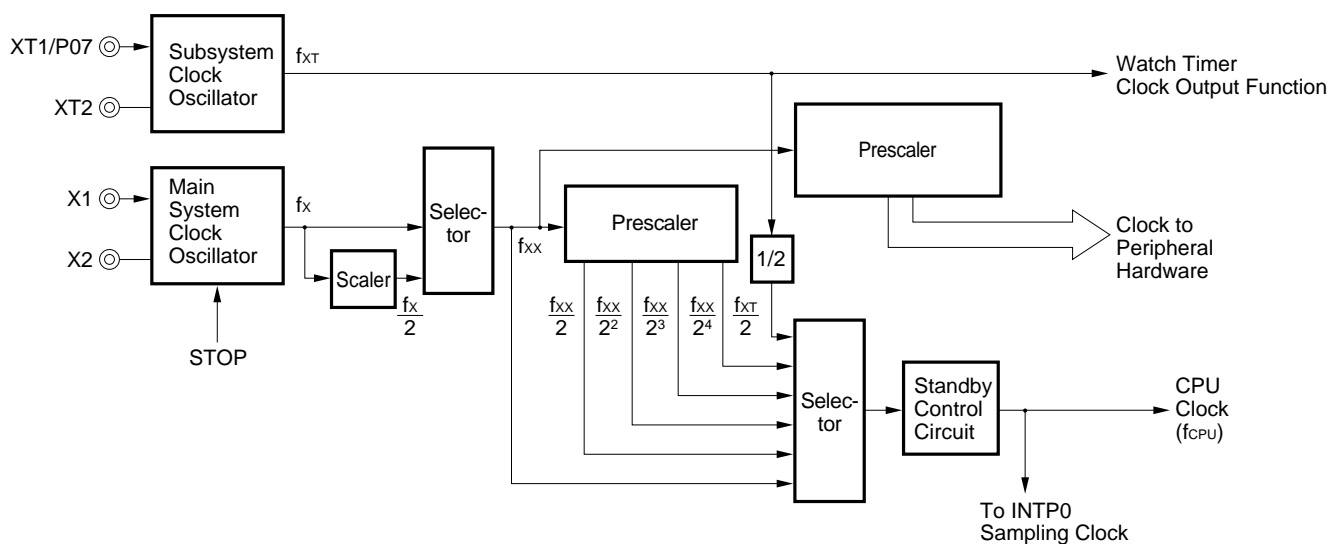 XT1/P07
XT2
Subsystem
Clock
Oscillator
fXT
Watch Timer
Clock Output Function
X1
X2
Main
System
Clock
Oscillator
STOP
fX
Scaler
fX/2
Selec-
tor
fXX
Prescaler
Prescaler
1/2
Clock to
Peripheral
Hardware
fXX/2 fXX/2² fXX/2³ fXX/2⁴ fXT/2
Selec-
tor
Standby
Control
Circuit
CPU
Clock
(fCPU)
To INTP0
Sampling Clock